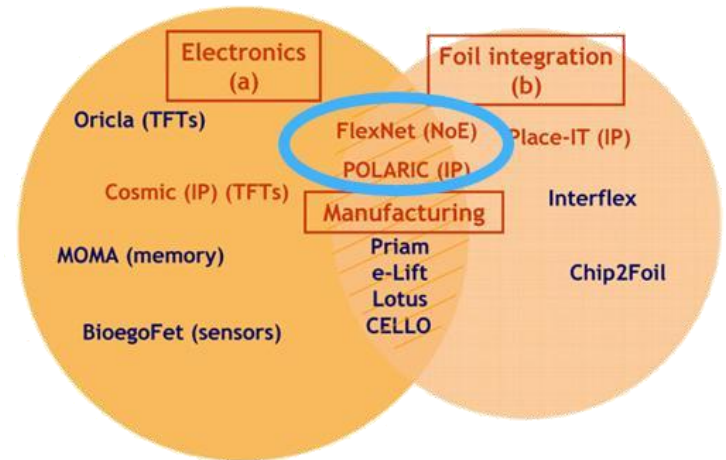 Electronics
(a)
Foil integration
(b)
Oricla (TFTs)
FlexNet (NoE)
Place-IT (IP)
POLARIC (IP)
Cosmic (IP) (TFTs)
Manufacturing
Interflex
MOMA (memory)
Priam
e-Lift
Lotus
CELLO
Chip2Foil
BioegoFet (sensors)